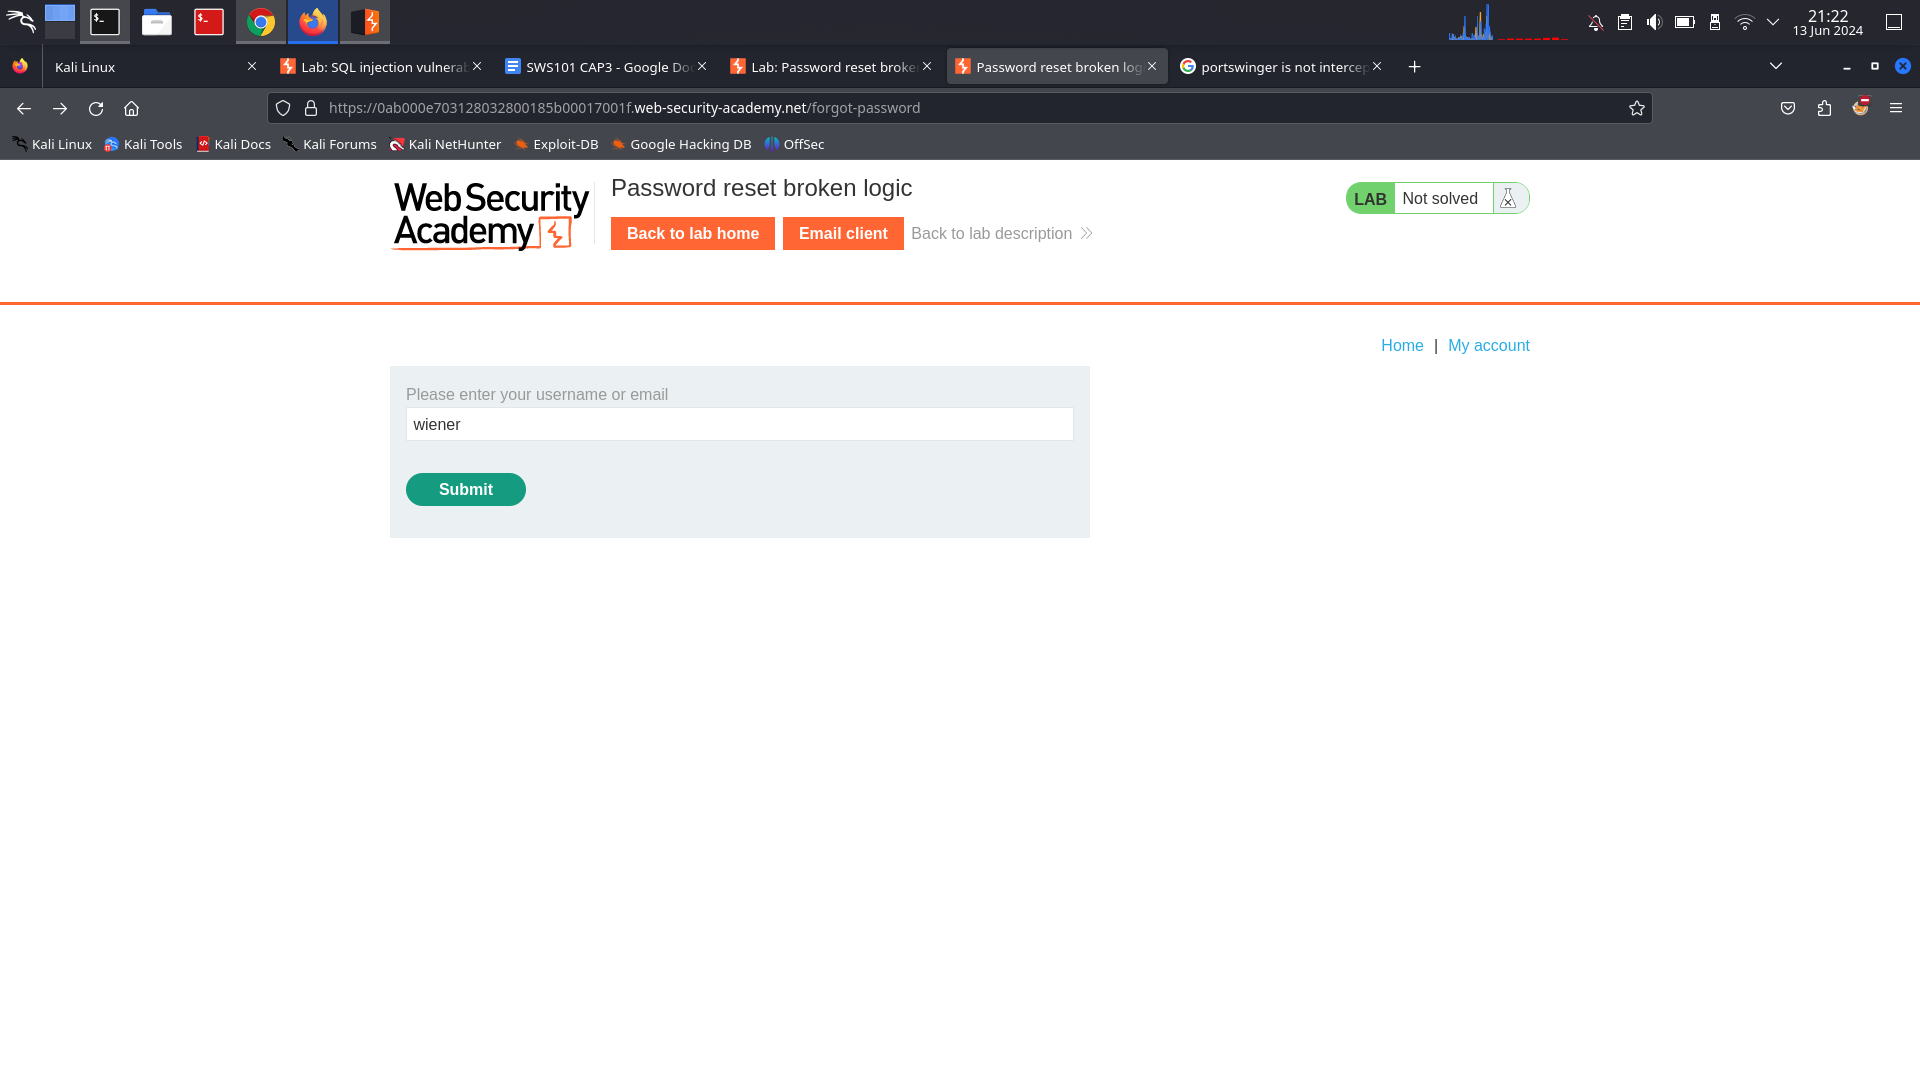 $_
$_
21:22
13 Jun 2024
Kali Linux
Lab: SQL injection vulnerab
SWS101 CAP3 - Google Do
Lab: Password reset broke
Password reset broken log
portswinger is not intercep
https://0ab000e703128032800185b00017001f.web-security-academy.net/forgot-password
Kali Linux
Kali Tools
Kali Docs
Kali Forums
Kali NetHunter
Exploit-DB
Google Hacking DB
OffSec
WebSecurity
Academy
Password reset broken logic
Back to lab home
Email client
Back to lab description
LAB
Not solved
Home | My account
Please enter your username or email
wiener
Submit